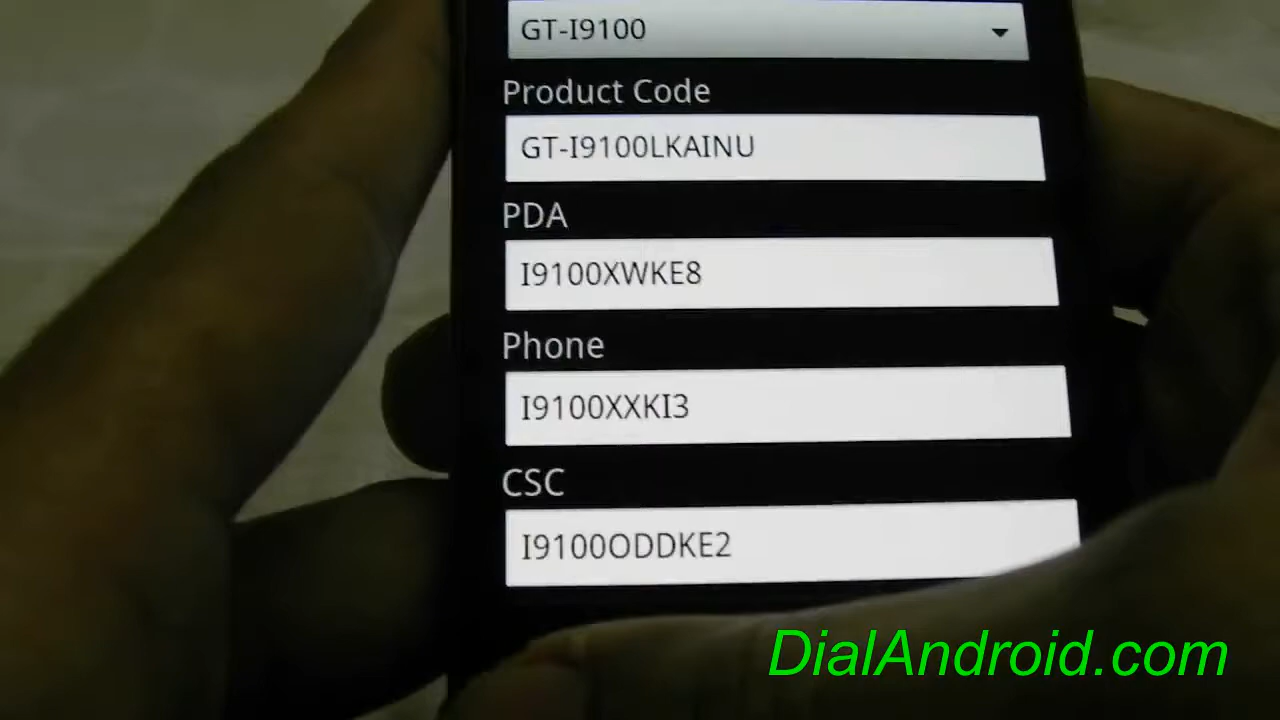 GT-I9100
Product Code
GT-I9100LKAINU
PDA
I9100XWKE8
Phone
I9100XXKI3
CSC
I9100ODDKE2
DialAndroid.com